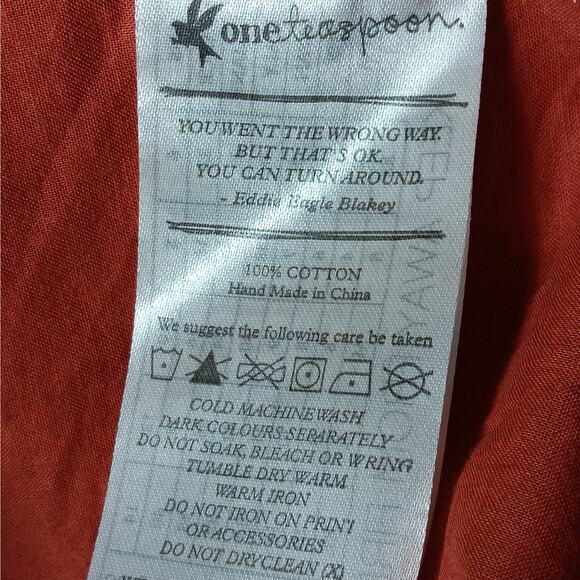 oneteaspoon.
YOU WENT THE WRONG WAY.
BUT THAT'S OK.
YOU CAN TURN AROUND.
- Eddie Eagle Blakey
100% COTTON
Hand Made in China
We suggest the following care be taken
COLD MACHINE WASH
DARK COLOURS SEPARATELY
DO NOT SOAK, BLEACH OR WRING
TUMBLE DRY WARM
WARM IRON
DO NOT IRON ON PRINT
OR ACCESSORIES
DO NOT DRYCLEAN (X)